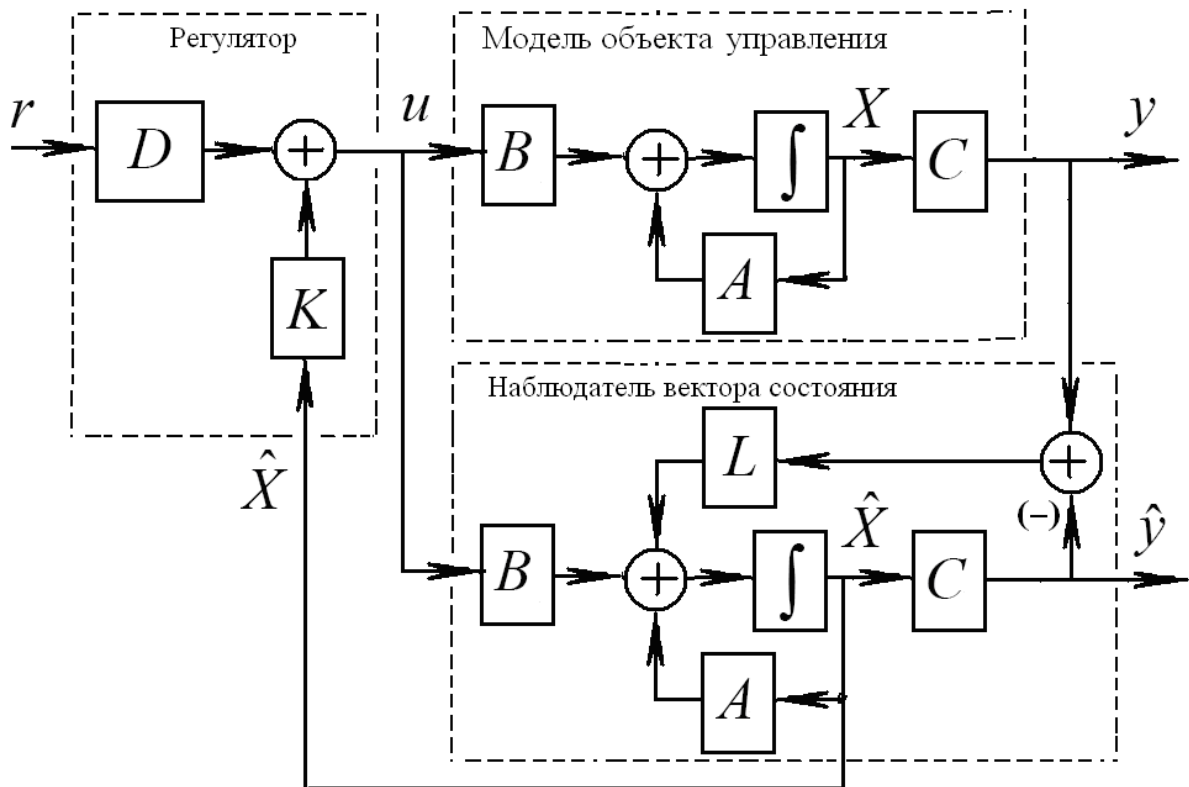 Регулятор
Модель объекта управления
r
D
+
u
B
+
∫
X
C
y
A
K
Наблюдатель вектора состояния
L
+
(−)
X̂
B
+
∫
X̂
C
ŷ
A